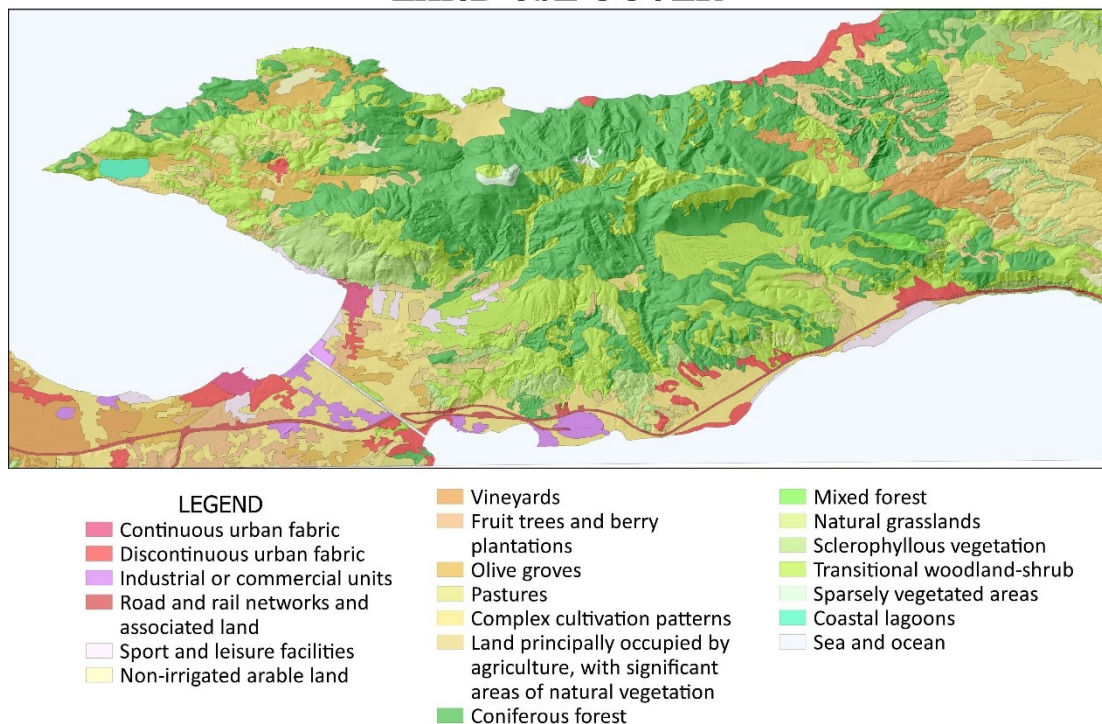 LEGEND
Continuous urban fabric
Discontinuous urban fabric
Industrial or commercial units
Road and rail networks and
associated land
Sport and leisure facilities
Non-irrigated arable land
Vineyards
Fruit trees and berry
plantations
Olive groves
Pastures
Complex cultivation patterns
Land principally occupied by
agriculture, with significant
areas of natural vegetation
Coniferous forest
Mixed forest
Natural grasslands
Sclerophyllous vegetation
Transitional woodland-shrub
Sparsely vegetated areas
Coastal lagoons
Sea and ocean